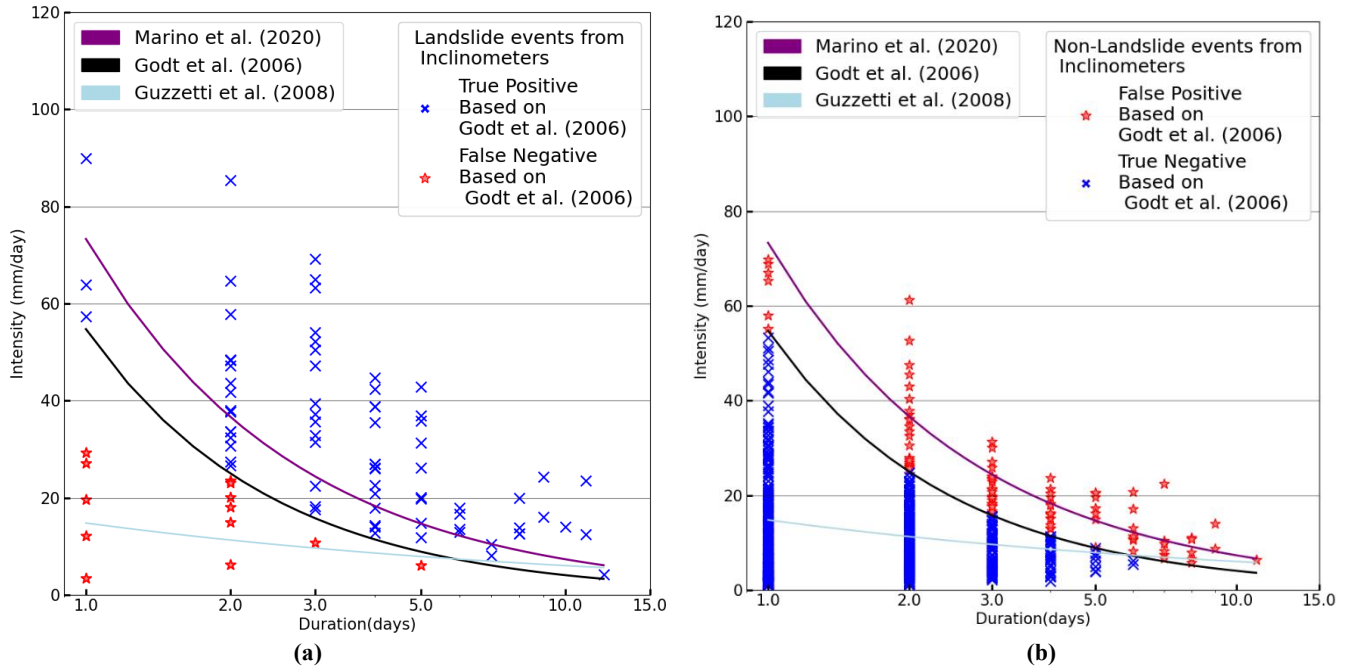 120
100
80
60
40
20
0
Intensity (mm/day)
Marino et al. (2020)
Godt et al. (2006)
Guzzetti et al. 2008)
Landslide events from
Inclinometers
True Positive
Based on
Godt et al. (2006)
False Negative
Based on
Godt et al. (2006)
1.0 2.0 3.0 5.0 10.0 15.0
Duration(days)
(a)
120
100
80
60
40
20
0
Intensity (mm/day)
Marino et al. (2020)
Godt et al. (2006)
Guzzetti et al. 2008)
Non-Landslide events from
Inclinometers
False Positive
Based on
Godt et al. (2006)
True Negative
Based on
Godt et al. (2006)
1.0 2.0 3.0 5.0 10.0 15.0
Duration(days)
(b)